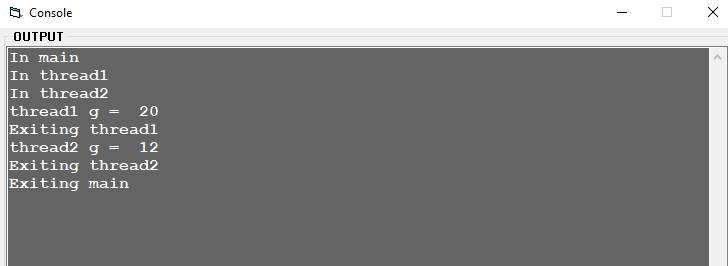 Console
OUTPUT
In main
In thread1
In thread2
thread1 g =  20
Exiting thread1
thread2 g =  12
Exiting thread2
Exiting main